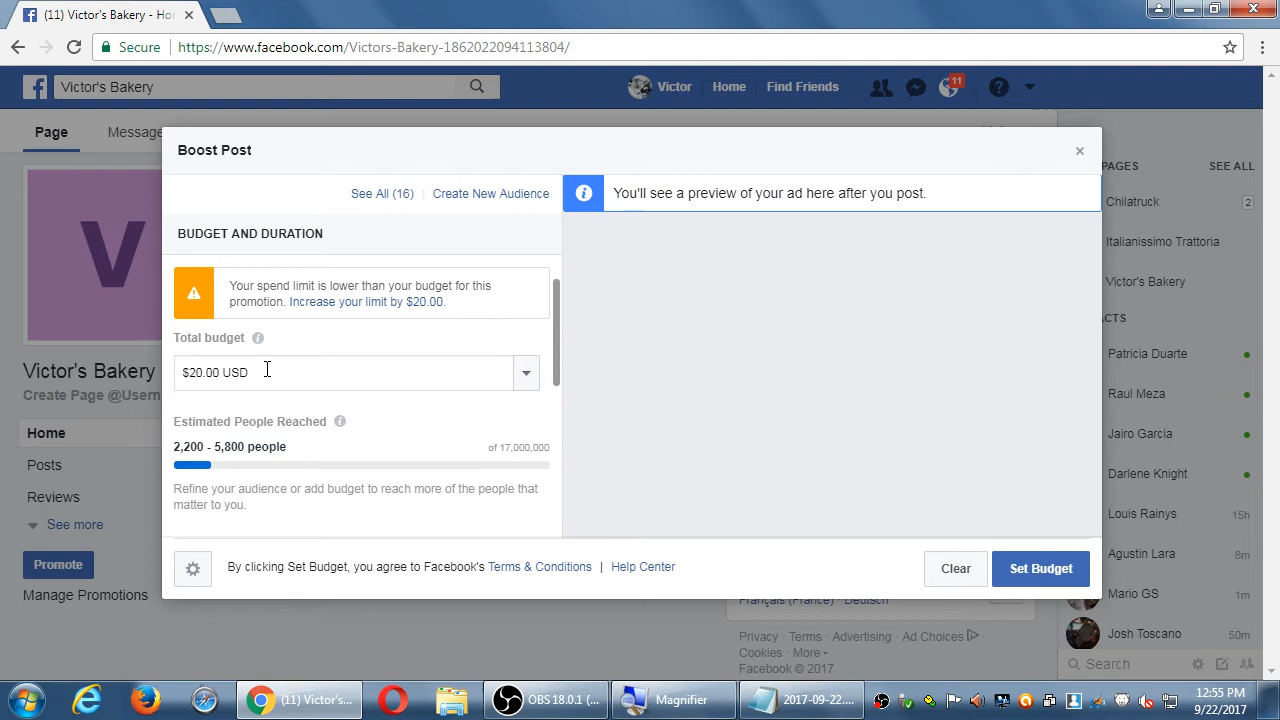 (11) Victor's Bakery - Ho
Secure
https://www.facebook.com/Victors-Bakery-1862022094113804/
Victor's Bakery
Victor
Home
Find Friends
11
Page
Message
Boost Post
See All (16)
Create New Audience
You'll see a preview of your ad here after you post.
BUDGET AND DURATION
Your spend limit is lower than your budget for this
promotion. Increase your limit by $20.00.
Total budget
$20.00 USD
Estimated People Reached
2,200 - 5,800 people
of 17,000,000
Refine your audience or add budget to reach more of the people that
matter to you.
By clicking Set Budget, you agree to Facebook's Terms & Conditions | Help Center
Clear
Set Budget
V
Victor's Bakery
Create Page @Usern
Home
Posts
Reviews
See more
Promote
Manage Promotions
PAGES
SEE ALL
Chilatruck
2
Italianissimo Trattoria
Victor's Bakery
ACTS
Patricia Duarte
Raul Meza
Jairo Garcia
Darlene Knight
Louis Rainys
15h
Agustin Lara
8m
Mario GS
1m
Josh Toscano
50m
Search
Français (France) · Deutsch
Privacy · Terms · Advertising · Ad Choices ·
Cookies · More
Facebook © 2017
(11) Victor's...
OBS 18.0.1 (...
Magnifier
2017-09-22....
12:55 PM
9/22/2017